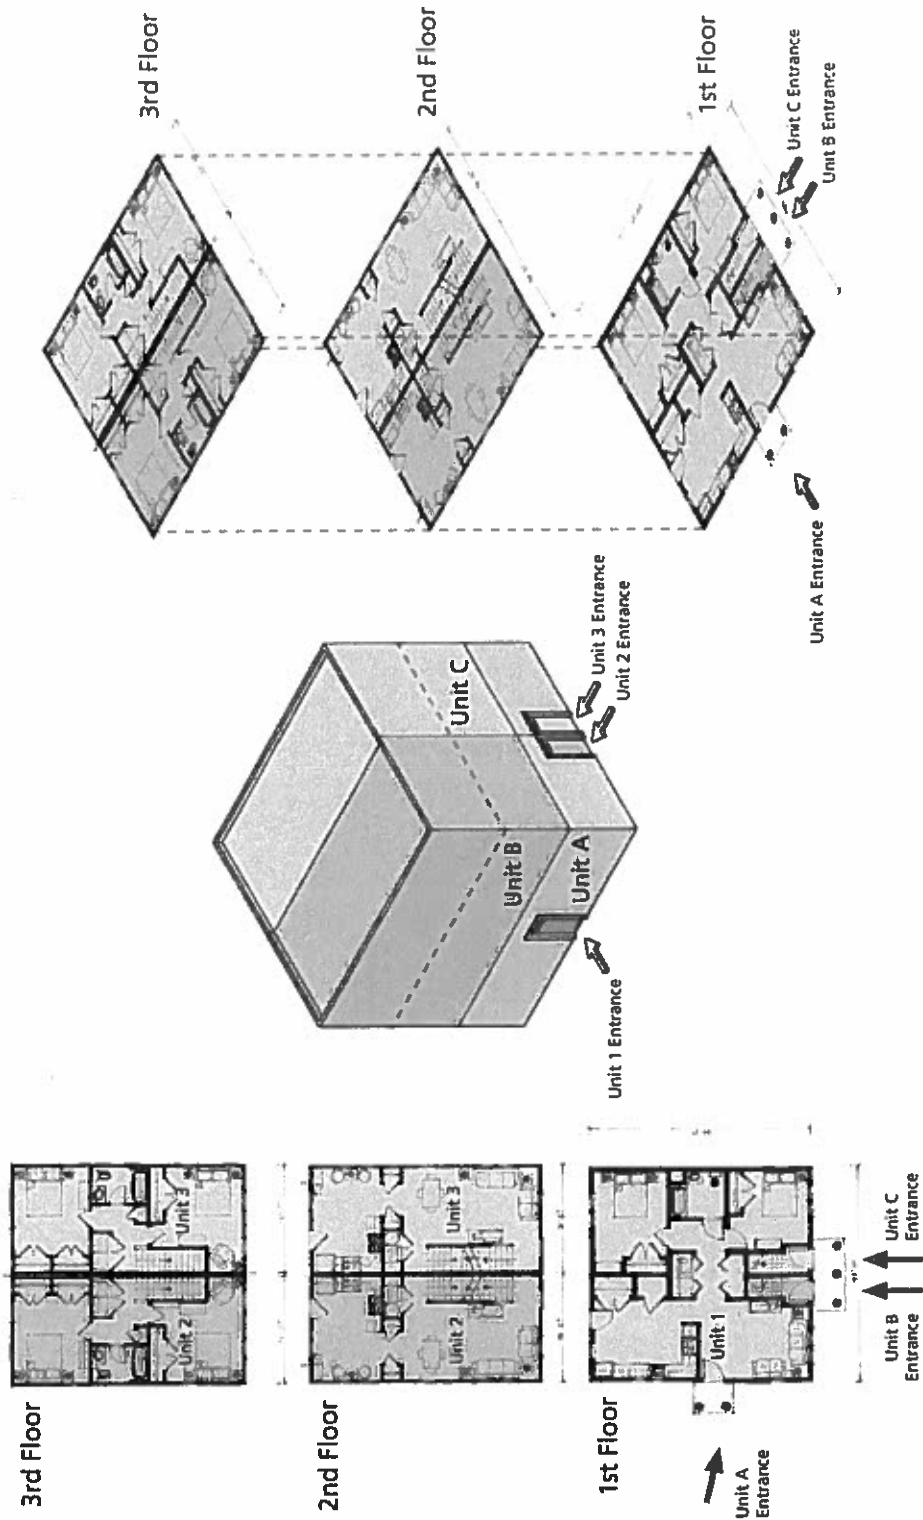 3rd Floor
Unit 2
Unit 3
2nd Floor
Unit 2
Unit 3
1st Floor
Unit 1
Unit A
Entrance
Unit B
Entrance
Unit C
Entrance
Unit B
Unit C
Unit A
Unit 1 Entrance
Unit 3 Entrance
Unit 2 Entrance
3rd Floor
2nd Floor
1st Floor
Unit A Entrance
Unit C Entrance
Unit B Entrance